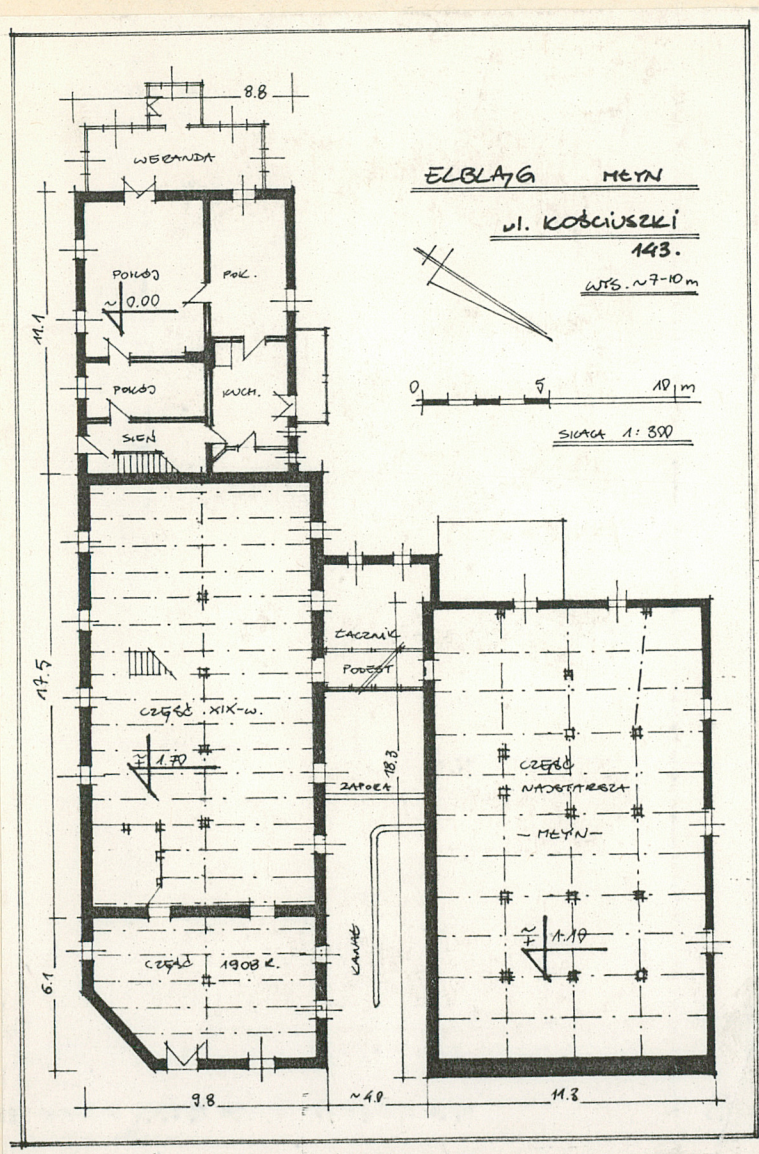 8.8
WERANDA
ELBLĄG MŁYN
ul. KOŚCIUSZKI
143.
WYS. ~7-10m
POKÓJ
POK.
~ 0.00
11.1
POKÓJ
KUCH.
0 5 10 m
SKALA 1:300
SIEŃ
ŁĄCZNIK
PODEST
17.5
CZĘŚĆ XIX-W.
1.70
18.3
ZAPORA
CZĘŚĆ
NAJSTARSZA
- MŁYN -
1.10
KANAŁ
CZĘŚĆ 1908 R.
6.1
9.8
~4.0
11.3